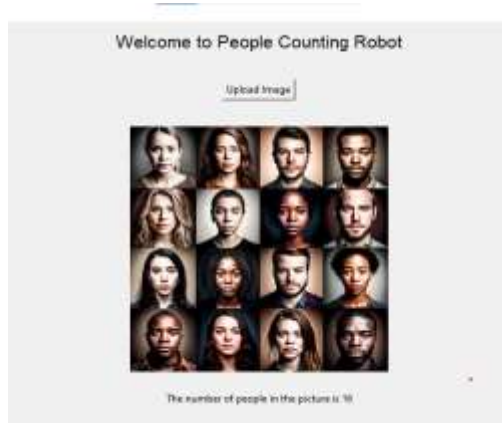 Welcome to People Counting Robot
Upload Image
The number of people in the picture is 16